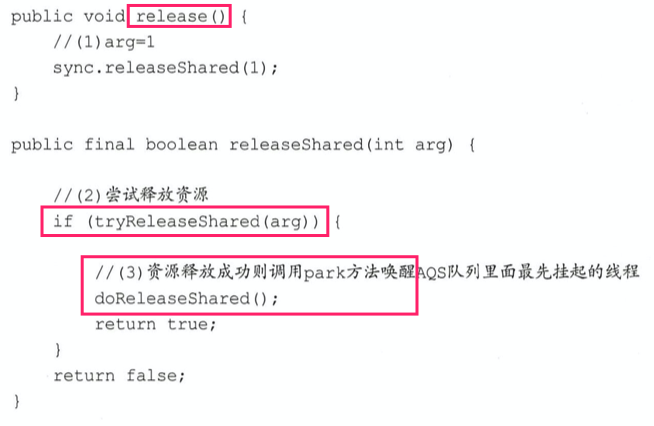 public void release() {
//(1)arg=1
sync.releaseShared(1);
}
public final boolean releaseShared(int arg) {
//(2)尝试释放资源
if (tryReleaseShared(arg)) {
//(3)资源释放成功则调用park方法唤醒AQS队列里面最先挂起的线程
doReleaseShared();
return true;
}
return false;
}